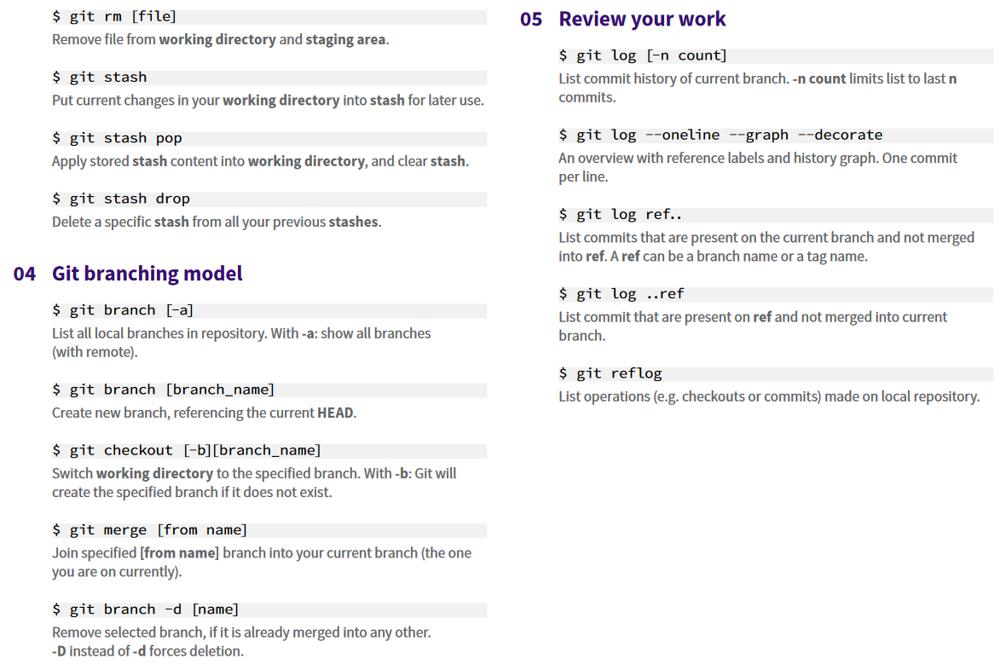 $ git rm [file]
Remove file from working directory and staging area.
$ git stash
Put current changes in your working directory into stash for later use.
$ git stash pop
Apply stored stash content into working directory, and clear stash.
$ git stash drop
Delete a specific stash from all your previous stashes.
04 Git branching model
$ git branch [-a]
List all local branches in repository. With -a: show all branches
(with remote).
$ git branch [branch_name]
Create new branch, referencing the current HEAD.
$ git checkout [-b][branch_name]
Switch working directory to the specified branch. With -b: Git will
create the specified branch if it does not exist.
$ git merge [from name]
Join specified [from name] branch into your current branch (the one
you are on currently).
$ git branch -d [name]
Remove selected branch, if it is already merged into any other.
-D instead of -d forces deletion.
05 Review your work
$ git log [-n count]
List commit history of current branch. -n count limits list to last n
commits.
$ git log --oneline --graph --decorate
An overview with reference labels and history graph. One commit
per line.
$ git log ref..
List commits that are present on the current branch and not merged
into ref. A ref can be a branch name or a tag name.
$ git log ..ref
List commit that are present on ref and not merged into current
branch.
$ git reflog
List operations (e.g. checkouts or commits) made on local repository.